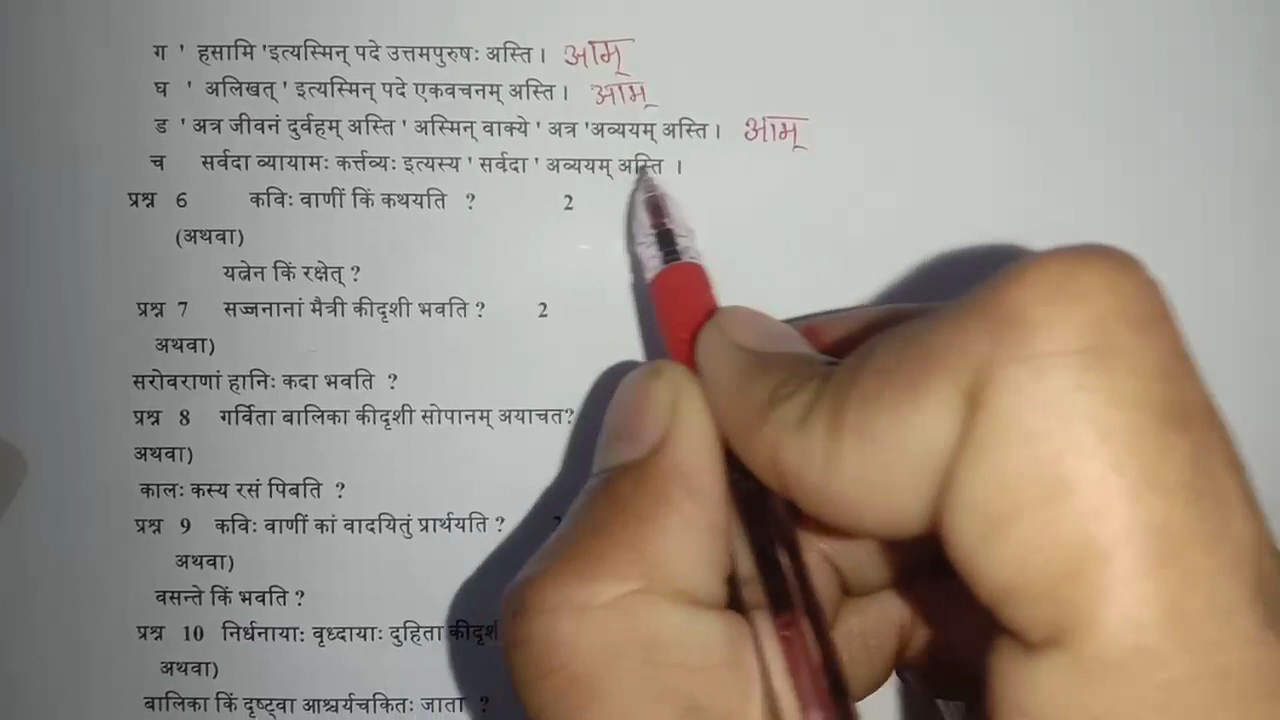 ग ' हसामि 'इत्यस्मिन् पदे उत्तमपुरुषः अस्ति । आम्
घ ' अलिखत् ' इत्यस्मिन् पदे एकवचनम् अस्ति । आम्
ड ' अत्र जीवनं दुर्वहम् अस्ति ' अस्मिन् वाक्ये ' अत्र 'अव्ययम् अस्ति । आम्
च सर्वदा व्यायामः कर्त्तव्यः इत्यस्य ' सर्वदा ' अव्ययम् अस्ति ।
प्रश्न 6 कविः वाणीं किं कथयति ? 2
(अथवा)
यत्नेन किं रक्षेत् ?
प्रश्न 7 सज्जनानां मैत्री कीदृशी भवति ? 2
अथवा)
सरोवराणां हानिः कदा भवति ?
प्रश्न 8 गर्विता बालिका कीदृशी सोपानम् अयाचत?
अथवा)
कालः कस्य रसं पिबति ?
प्रश्न 9 कविः वाणीं कां वादयितुं प्रार्थयति ?
अथवा)
वसन्ते किं भवति ?
प्रश्न 10 निर्धनायाः वृध्दायाः दुहिता
अथवा)
बालिका किं दृष्ट्वा आश्चर्यचकितः जाता ?